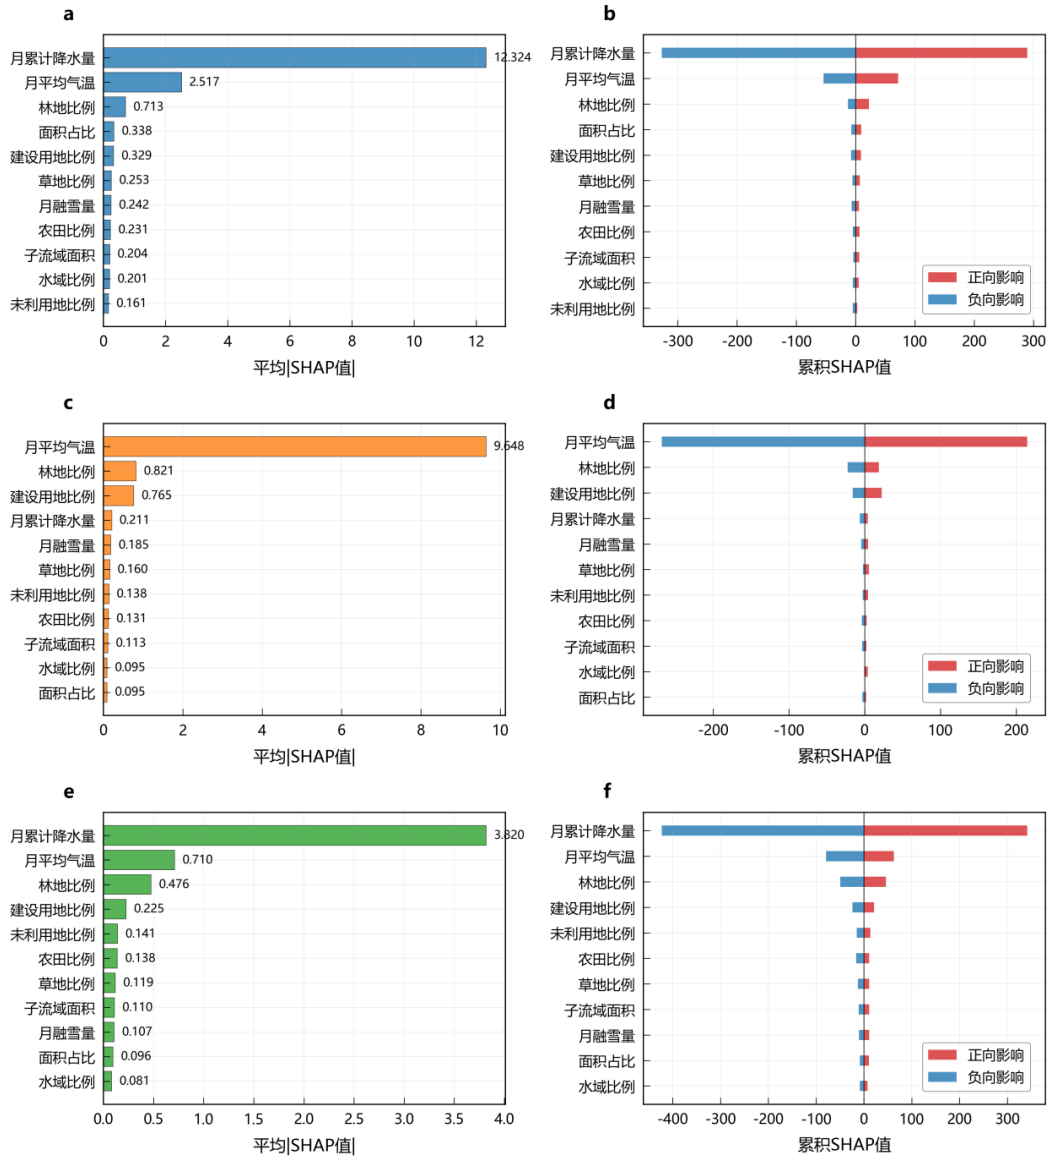 a
月累计降水量 12.324
月平均气温 2.517
林地比例 0.713
面积占比 0.338
建设用地比例 0.329
草地比例 0.253
月融雪量 0.242
农田比例 0.231
子流域面积 0.204
水域比例 0.201
未利用地比例 0.161
0 2 4 6 8 10 12
平均|SHAP值|
b
月累计降水量
月平均气温
林地比例
面积占比
建设用地比例
草地比例
月融雪量
农田比例
子流域面积
水域比例
未利用地比例
正向影响
负向影响
-300 -200 -100 0 100 200 300
累积SHAP值
c
月平均气温 9.648
林地比例 0.821
建设用地比例 0.765
月累计降水量 0.211
月融雪量 0.185
草地比例 0.160
未利用地比例 0.138
农田比例 0.131
子流域面积 0.113
水域比例 0.095
面积占比 0.095
0 2 4 6 8 10
平均|SHAP值|
d
月平均气温
林地比例
建设用地比例
月累计降水量
月融雪量
草地比例
未利用地比例
农田比例
子流域面积
水域比例
面积占比
正向影响
负向影响
-200 -100 0 100 200
累积SHAP值
e
月累计降水量 3.820
月平均气温 0.710
林地比例 0.476
建设用地比例 0.225
未利用地比例 0.141
农田比例 0.138
草地比例 0.119
子流域面积 0.110
月融雪量 0.107
面积占比 0.096
水域比例 0.081
0.0 0.5 1.0 1.5 2.0 2.5 3.0 3.5 4.0
平均|SHAP值|
f
月累计降水量
月平均气温
林地比例
建设用地比例
未利用地比例
农田比例
草地比例
子流域面积
月融雪量
面积占比
水域比例
正向影响
负向影响
-400 -300 -200 -100 0 100 200 300
累积SHAP值